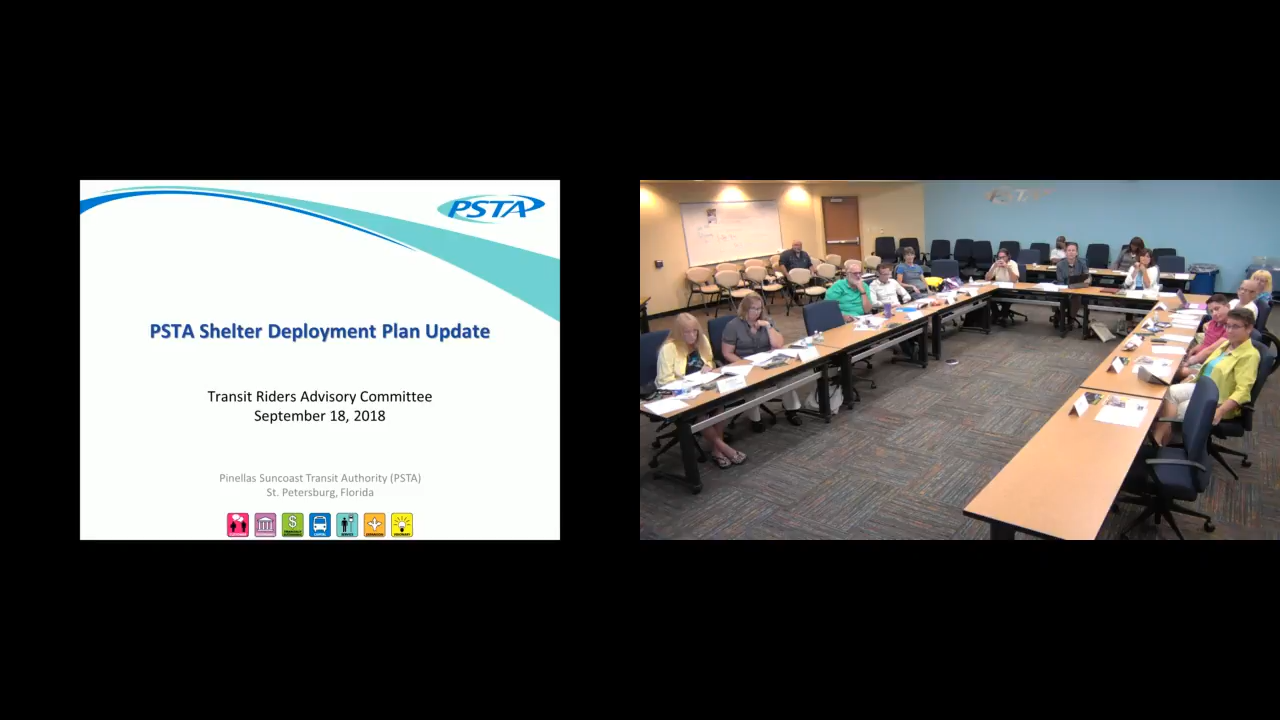 PSTA
PSTA Shelter Deployment Plan Update
Transit Riders Advisory Committee
September 18, 2018
Pinellas Suncoast Transit Authority (PSTA)
St. Petersburg, Florida
PSTA